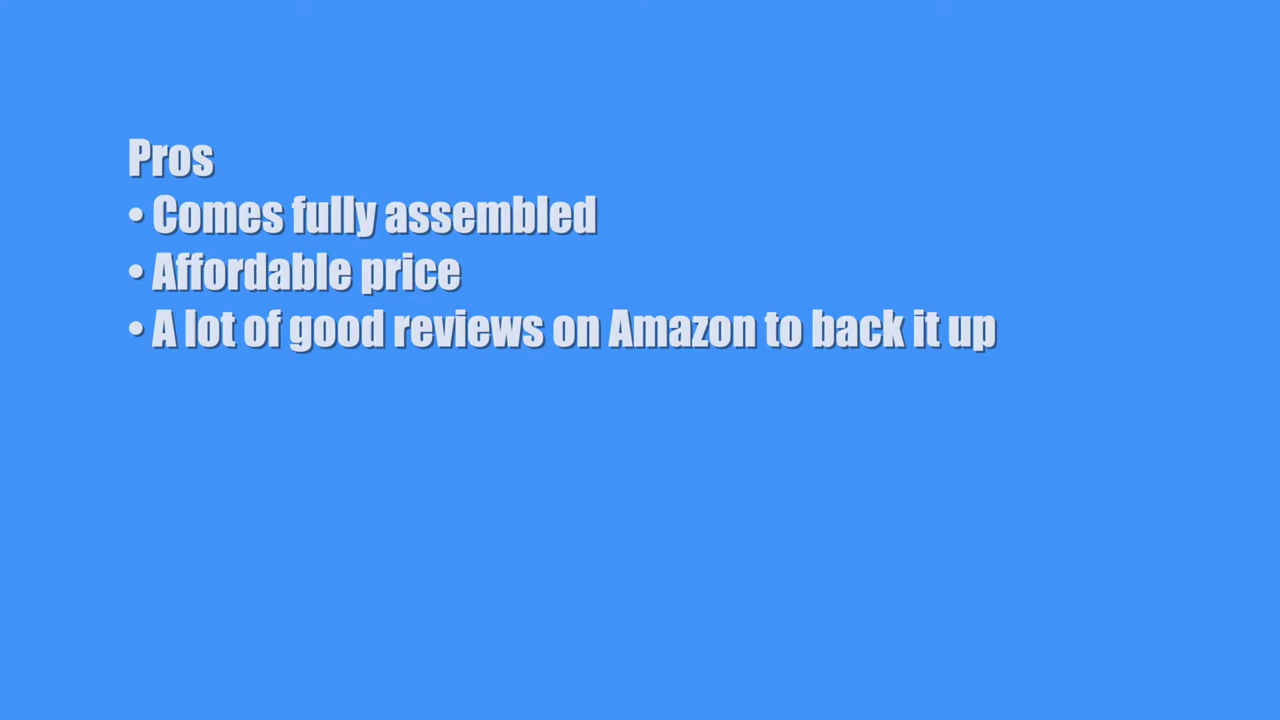 Pros
• Comes fully assembled
• Affordable price
• A lot of good reviews on Amazon to back it up